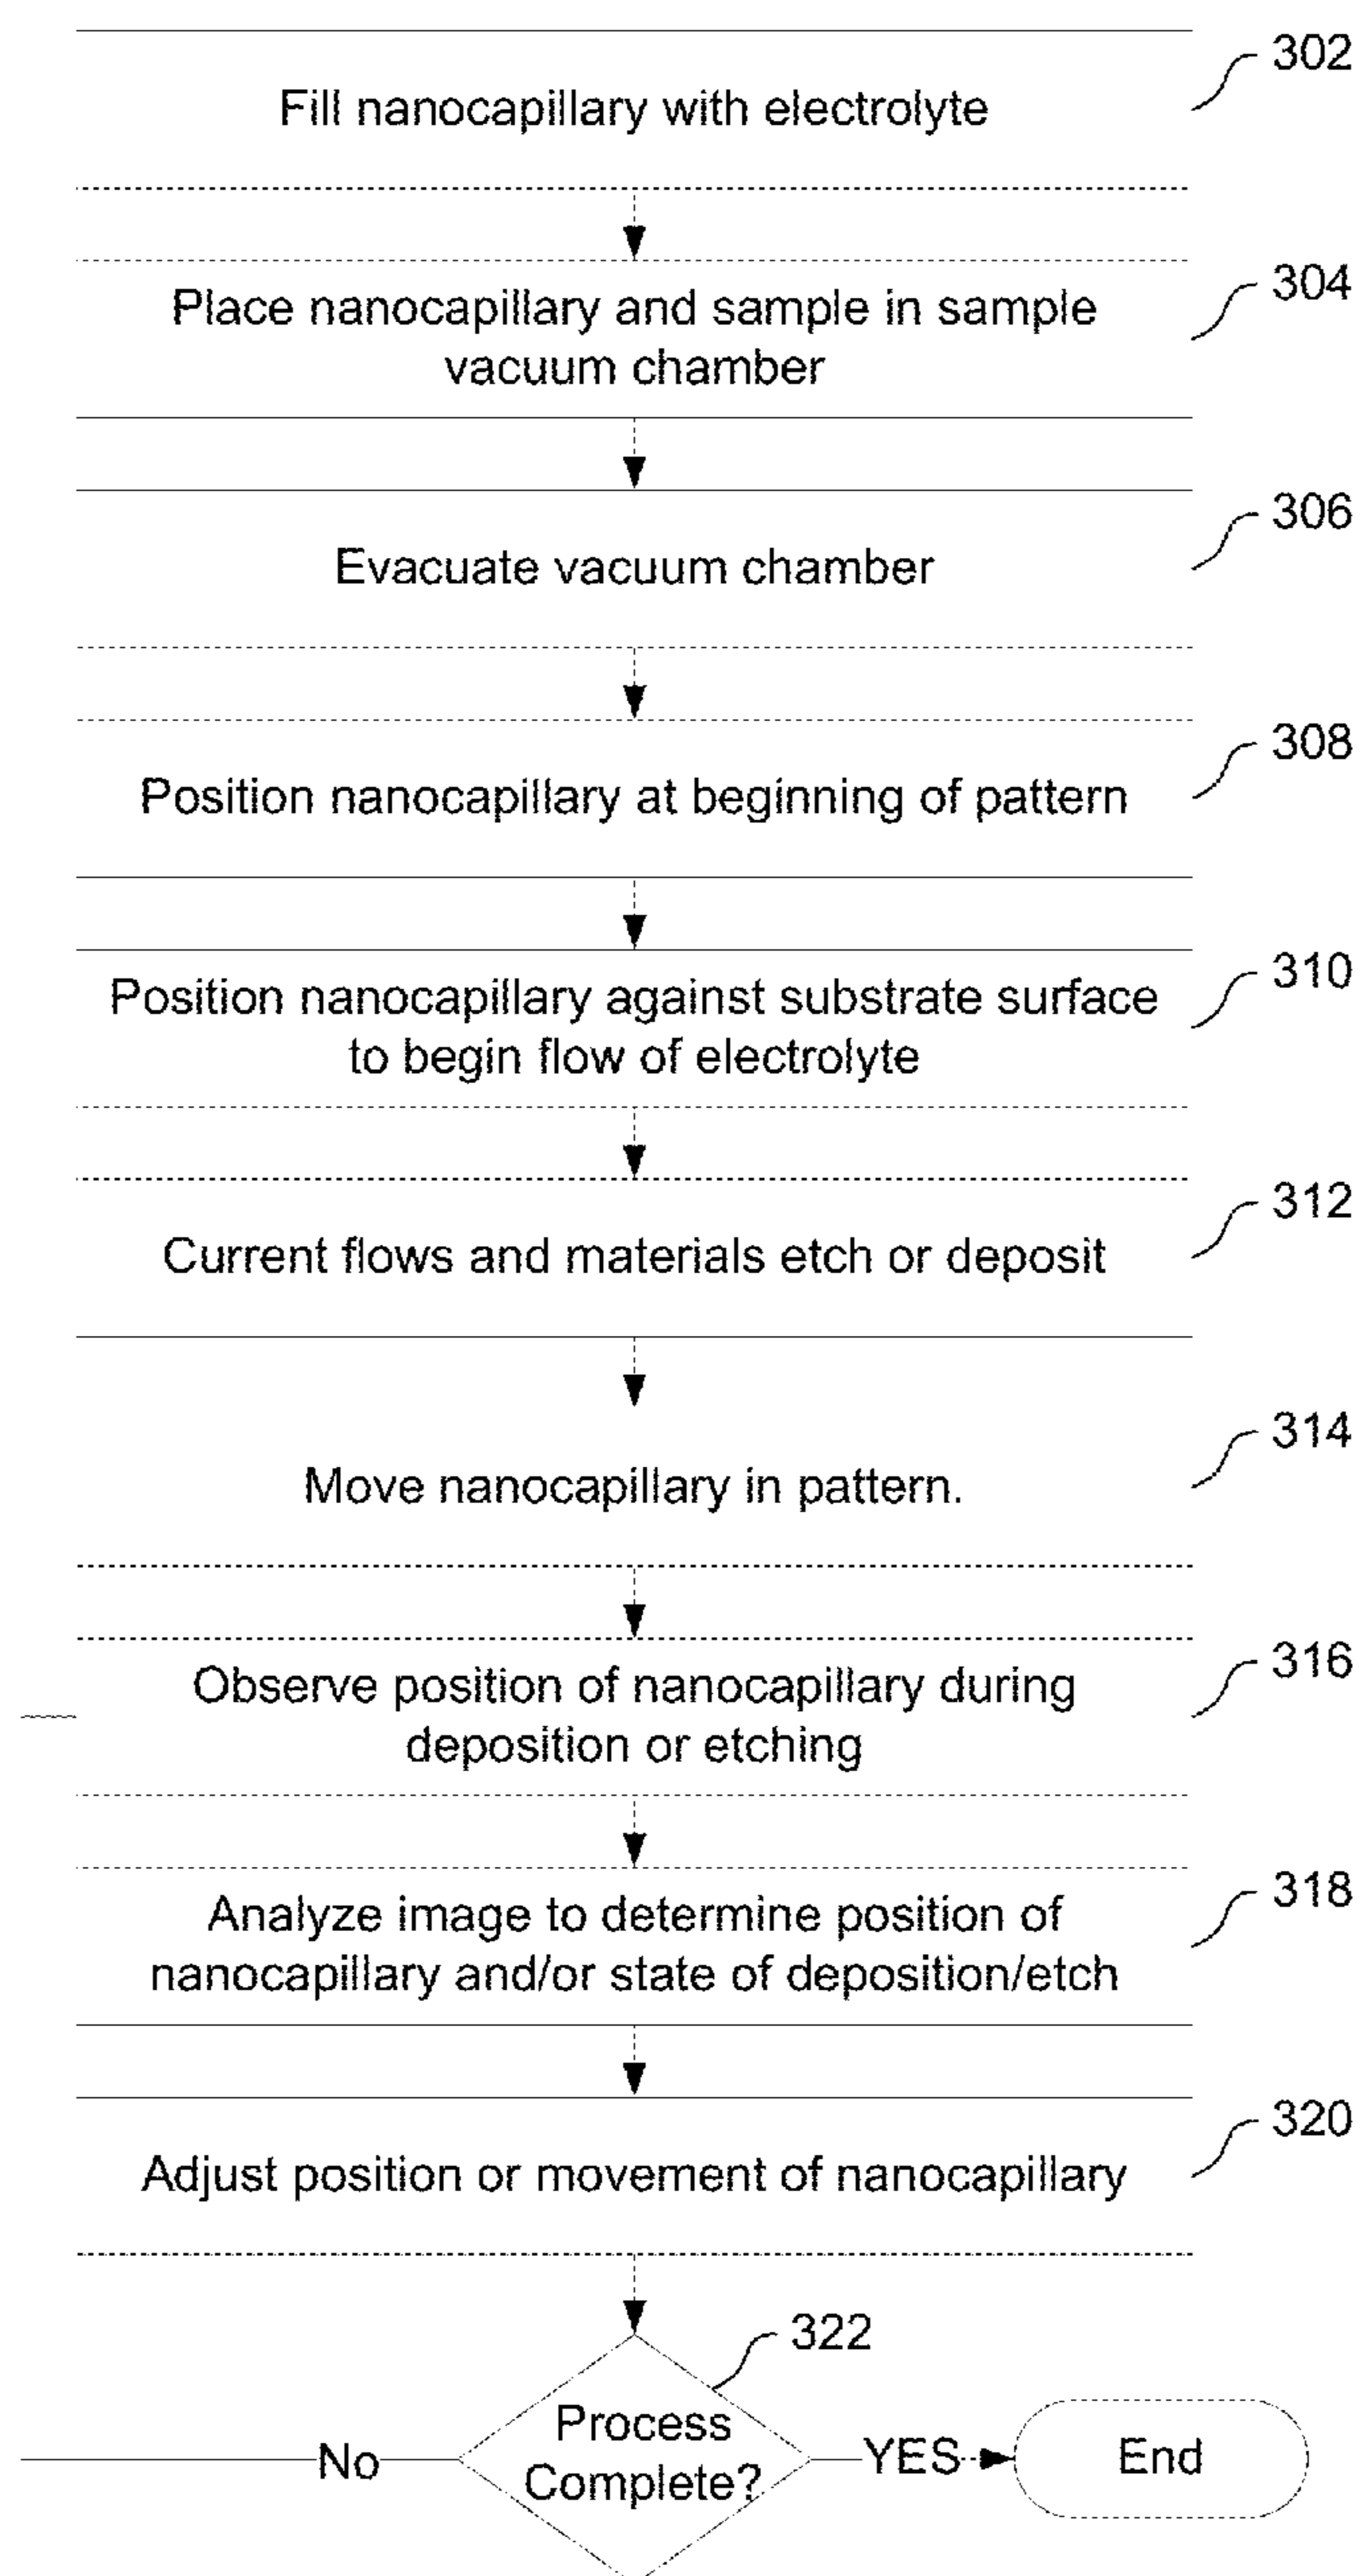 302
Fill nanocapillary with electrolyte
304
Place nanocapillary and sample in sample
vacuum chamber
306
Evacuate vacuum chamber
308
Position nanocapillary at beginning of pattern
310
Position nanocapillary against substrate surface
to begin flow of electrolyte
312
Current flows and materials etch or deposit
314
Move nanocapillary in pattern.
316
Observe position of nanocapillary during
deposition or etching
318
Analyze image to determine position of
nanocapillary and/or state of deposition/etch
320
Adjust position or movement of nanocapillary
322
Process
Complete?
No
YES
End